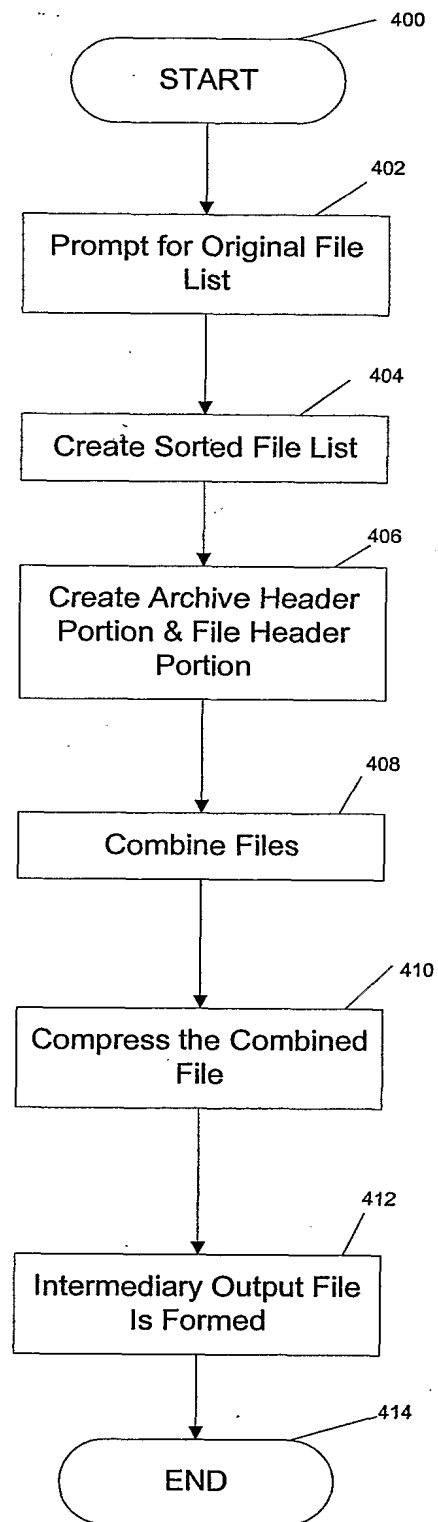 400
START
402
Prompt for Original File
List
404
Create Sorted File List
406
Create Archive Header
Portion & File Header
Portion
408
Combine Files
410
Compress the Combined
File
412
Intermediary Output File
Is Formed
414
END